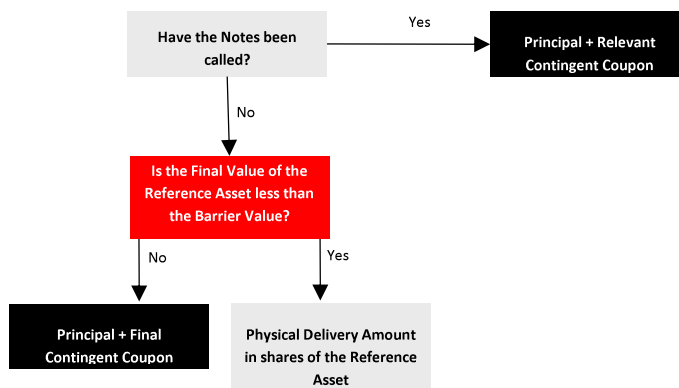 Have the Notes been
called?
Yes
Principal + Relevant
Contingent Coupon
No
Is the Final Value of the
Reference Asset less than
the Barrier Value?
No
Yes
Principal + Final
Contingent Coupon
Physical Delivery Amount
in shares of the Reference
Asset